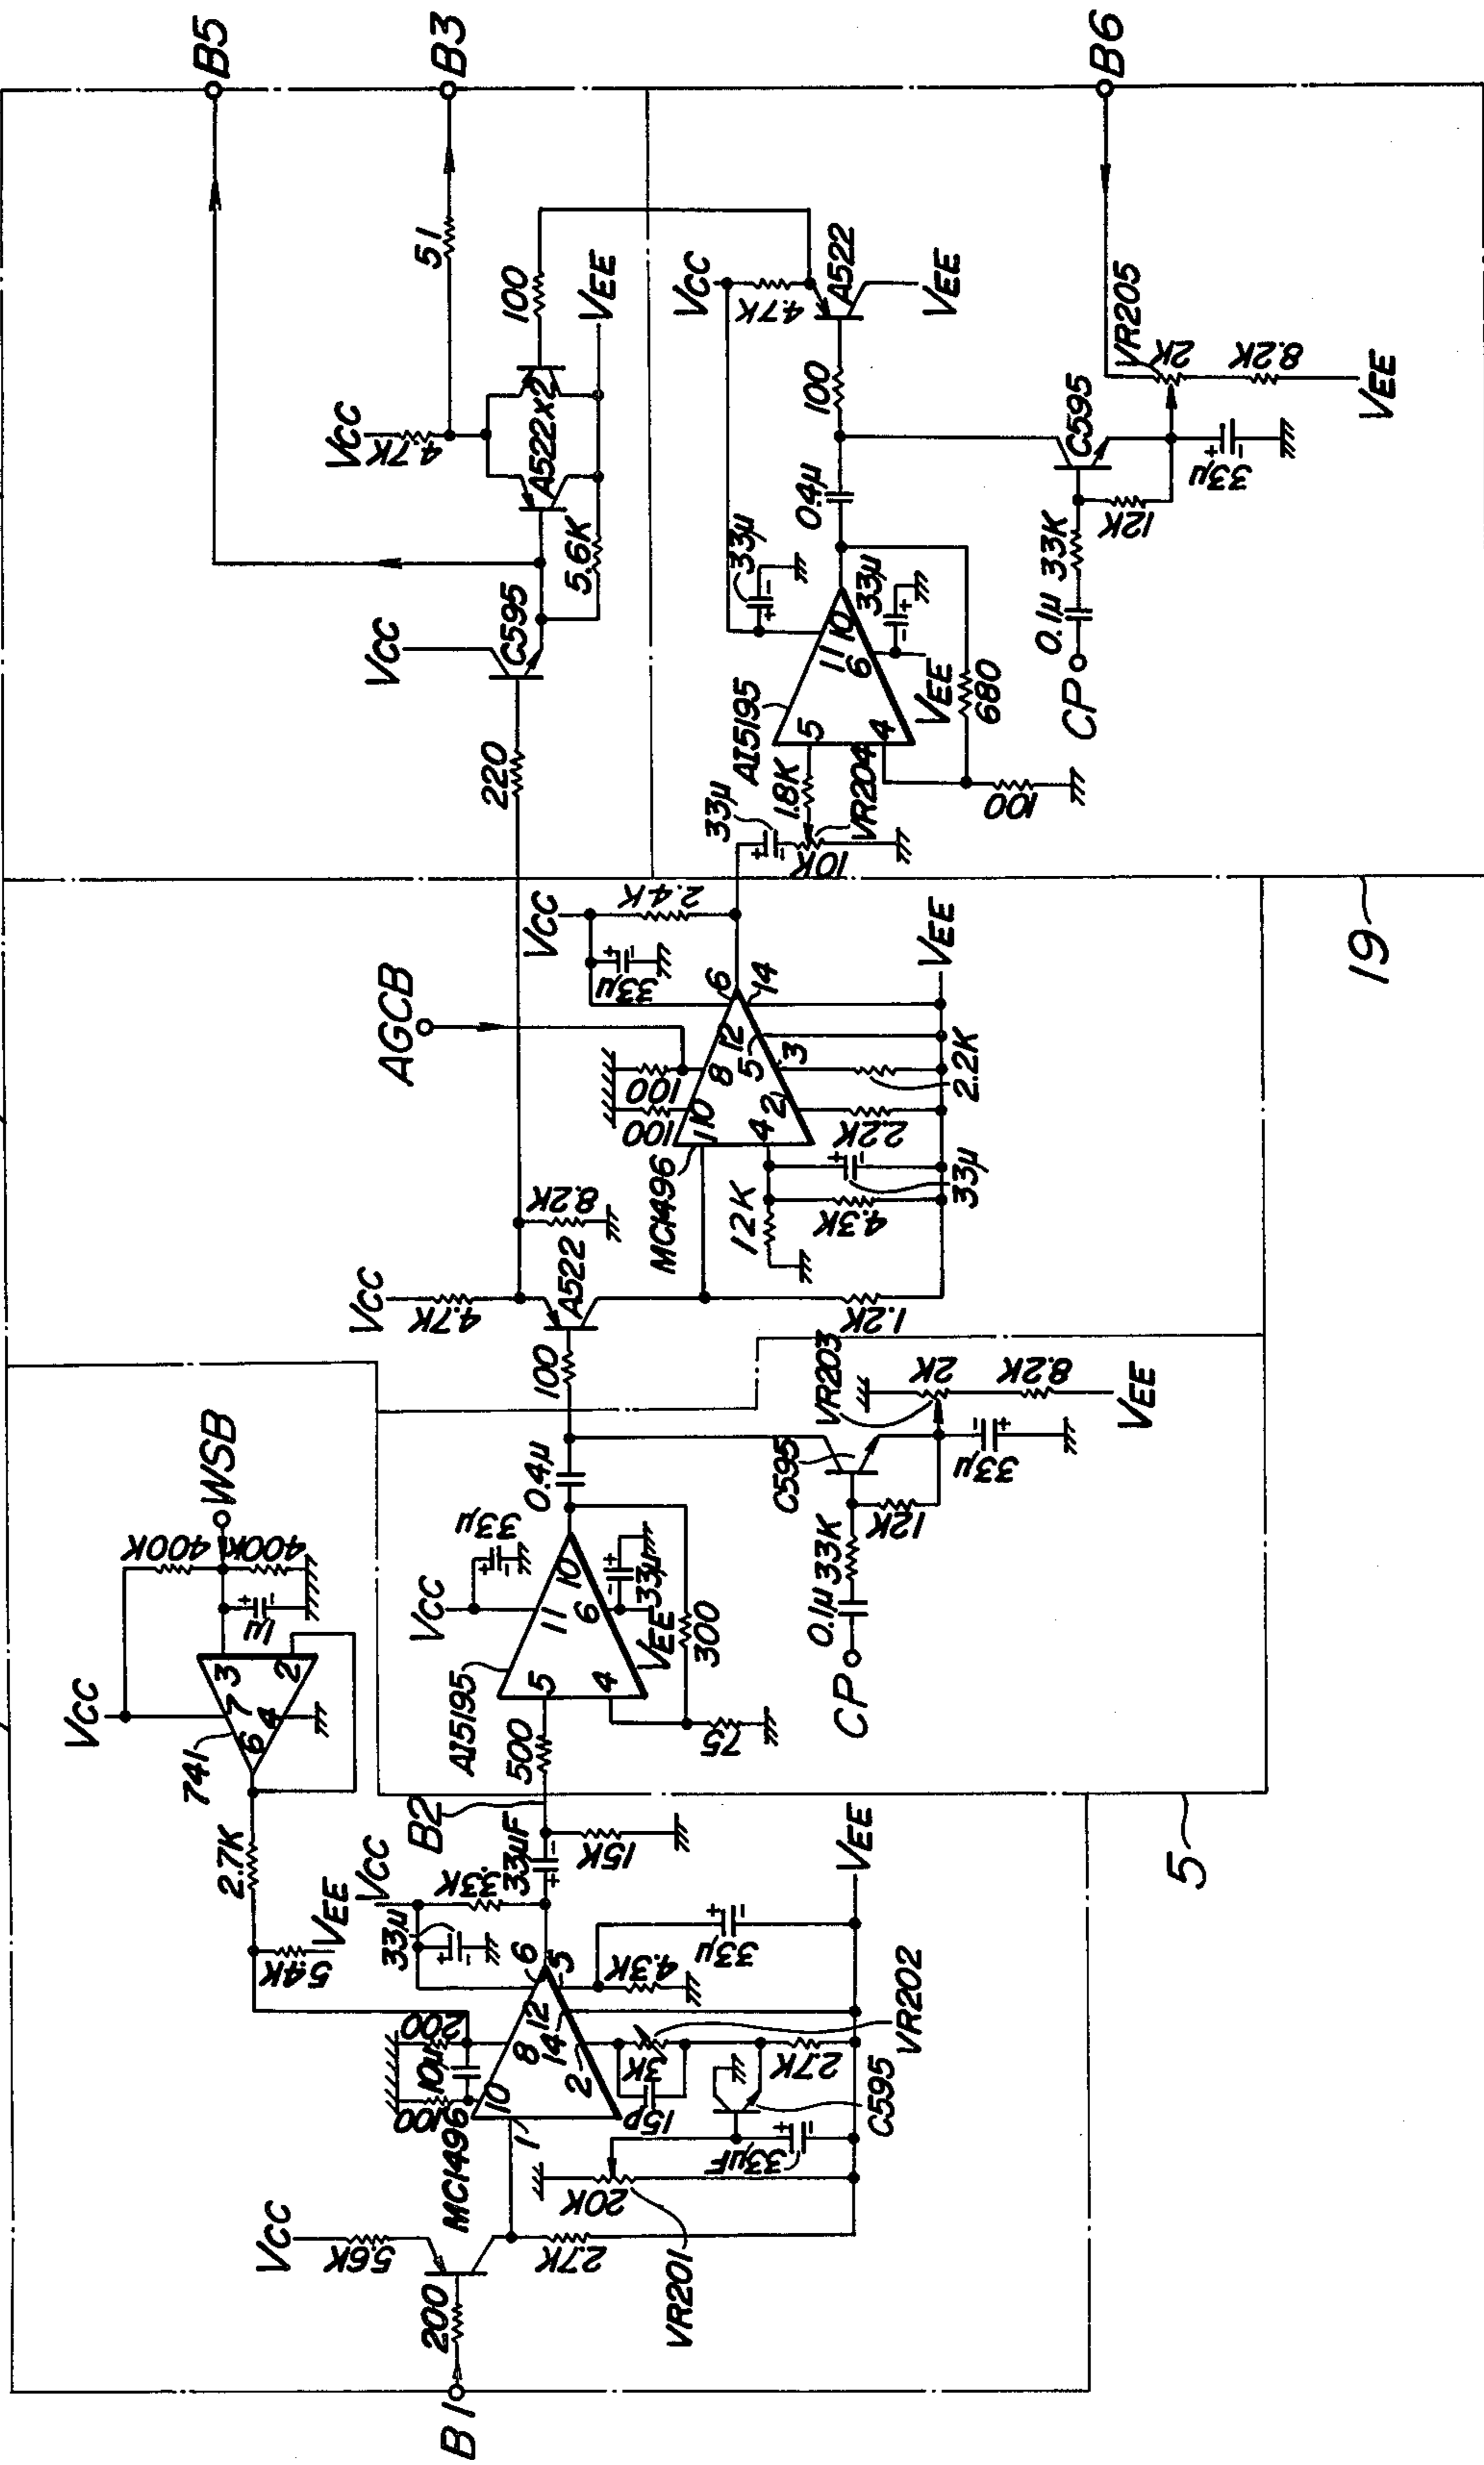 B1
200
VCC
5.6K
2.7K
MC1496
1
10
8
12
6
14
5
2
100
10µ
200
5.4K
VEE
2.7K
741
VCC
6
7
4
3
2
1µ
400K
400K
WSB
20K
VR201
33µF
15P
3K
C595
2.7K
VR202
4.3K
33µ
VEE
33µ
VCC
3.3K
33µF
15K
B2
500
5
AI5195
5
4
11
6
10
VCC
33µ
VEE
33µ
75
300
0.4µ
CP
0.1µ
33K
12K
C595
VR203
2K
8.2K
33µ
VEE
100
A522
VCC
4.7K
8.2K
1.2K
MC1496
1
10
8
12
6
4
2
5
3
14
100
100
AGCB
12K
4.3K
33µ
2.2K
2.2K
VEE
VCC
33µ
2.4K
19
220
VCC
C595
5.6K
A522x2
VCC
4.7K
VEE
100
51
B5
B3
33µ
10K
VR204
1.8K
AI5195
5
4
11
6
10
33µ
VEE
33µ
100
680
0.4µ
100
VCC
4.7K
A522
VEE
CP
0.1µ
33K
12K
C595
33µ
VR205
2K
8.2K
VEE
B6